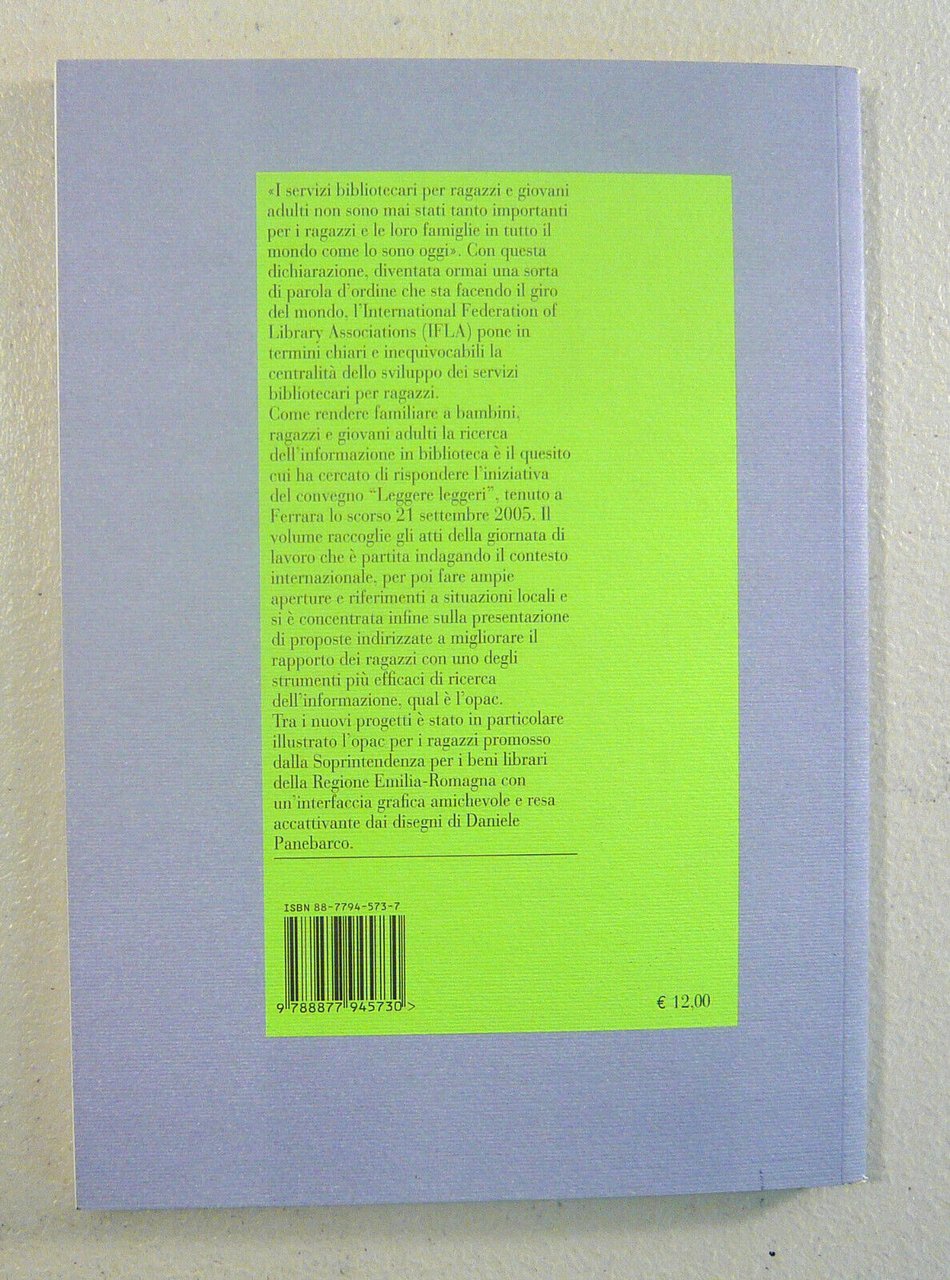 «I servizi bibliotecari per ragazzi e giovani
adulti non sono mai stati tanto importanti
per i ragazzi e le loro famiglie in tutto il
mondo come lo sono oggi». Con questa
dichiarazione, diventata ormai una sorta
di parola d'ordine che sta facendo il giro
del mondo, l'International Federation of
Library Associations (IFLA) pone in
termini chiari e inequivocabili la
centralità dello sviluppo dei servizi
bibliotecari per ragazzi.
Come rendere familiare a bambini,
ragazzi e giovani adulti la ricerca
dell'informazione in biblioteca è il quesito
cui ha cercato di rispondere l'iniziativa
del convegno “Leggere leggeri”, tenuto a
Ferrara lo scorso 21 settembre 2005. Il
volume raccoglie gli atti della giornata di
lavoro che è partita indagando il contesto
internazionale, per poi fare ampie
aperture e riferimenti a situazioni locali e
si è concentrata infine sulla presentazione
di proposte indirizzate a migliorare il
rapporto dei ragazzi con uno degli
strumenti più efficaci di ricerca
dell'informazione, qual è l'opac.
Tra i nuovi progetti è stato in particolare
illustrato l'opac per i ragazzi promosso
dalla Soprintendenza per i beni librari
della Regione Emilia-Romagna con
un'interfaccia grafica amichevole e resa
accattivante dai disegni di Daniele
Panebarco.
ISBN 88-7794-573-7
9 788877 945730 >
€ 12,00